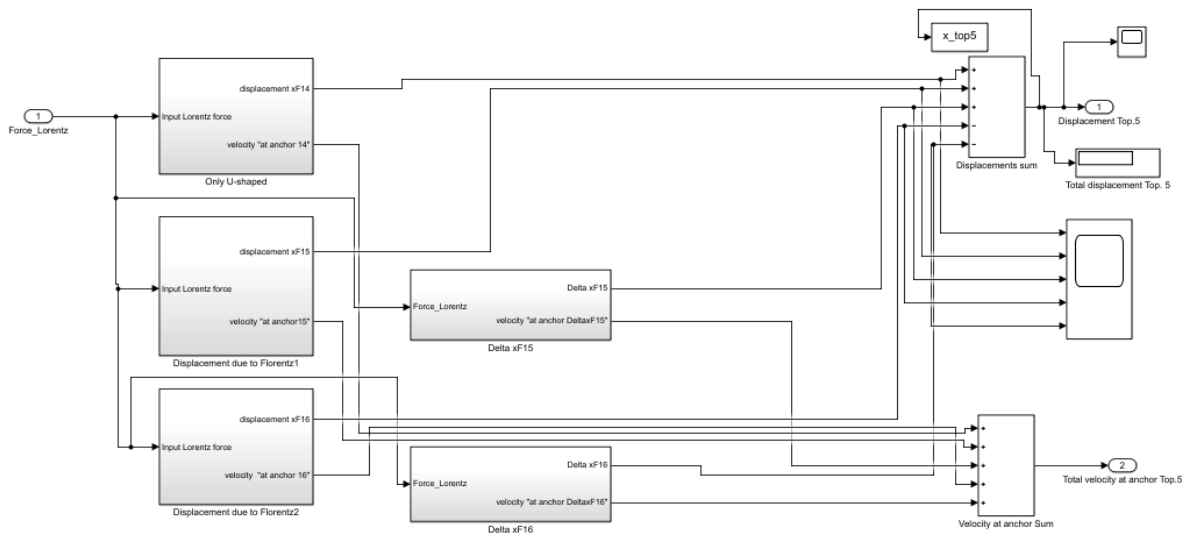 x_top5
displacement xF14
1
Input Lorentz force
Force_Lorentz
velocity "at anchor 14"
Only U-shaped
+
+
+
−
−
Displacements sum
1
Displacement Top.5
Total displacement Top. 5
displacement xF15
Input Lorentz force
velocity "at anchor15"
Displacement due to Florentz1
Delta xF15
Force_Lorentz
velocity "at anchor DeltaxF15"
Delta xF15
displacement xF16
Input Lorentz force
velocity "at anchor 16"
Displacement due to Florentz2
Delta xF16
Force_Lorentz
velocity "at anchor DeltaxF16"
Delta xF16
+
+
+
+
+
Velocity at anchor Sum
2
Total velocity at anchor Top.5